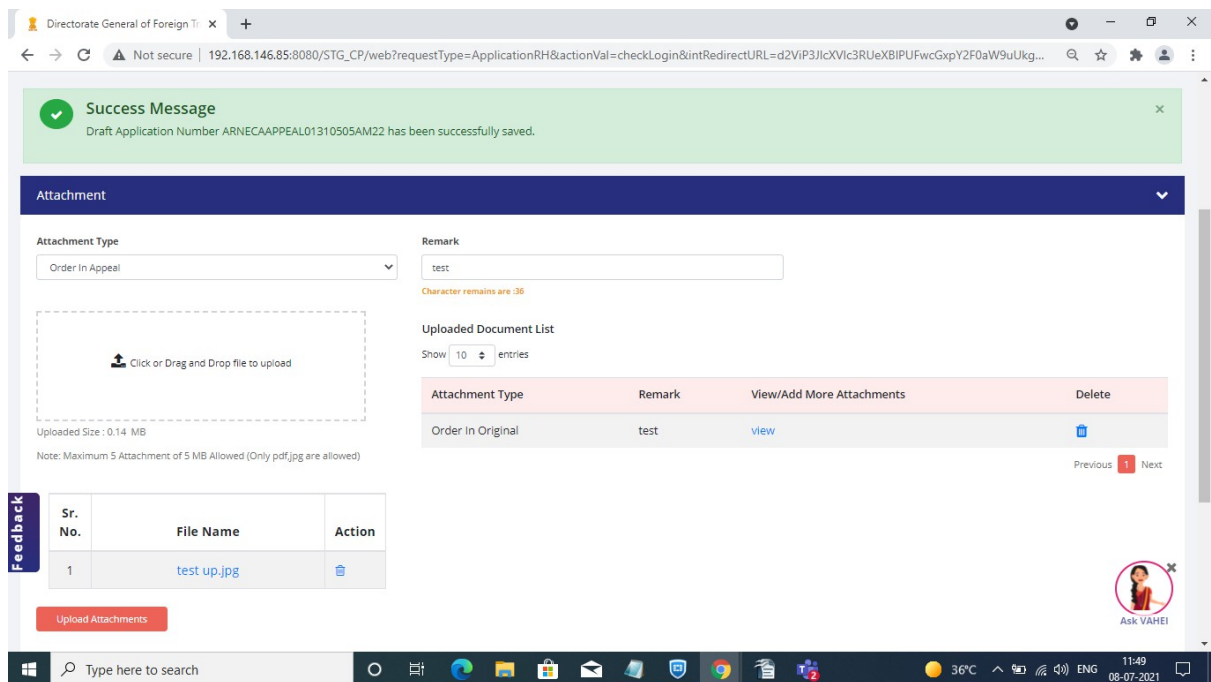 Directorate General of Foreign Tr
Not secure | 192.168.146.85:8080/STG_CP/web?requestType=ApplicationRH&actionVal=checkLogin&intRedirectURL=d2ViP3JlcXVlc3RUeXBlPUFwcGxpY2F0aW9uUkg...
Success Message
Draft Application Number ARNECAAPPEAL01310505AM22 has been successfully saved.
Attachment
Attachment Type
Remark
Order In Appeal
test
Character remains are :36
Uploaded Document List
Show 10 entries
Click or Drag and Drop file to upload
Attachment Type Remark View/Add More Attachments Delete
Order In Original test view
Uploaded Size : 0.14 MB
Note: Maximum 5 Attachment of 5 MB Allowed (Only pdf,jpg are allowed)
Previous 1 Next
Feedback
Sr. No. File Name Action
1 test up.jpg
Upload Attachments
Ask VAHEI
Type here to search
36°C
ENG
11:49
08-07-2021